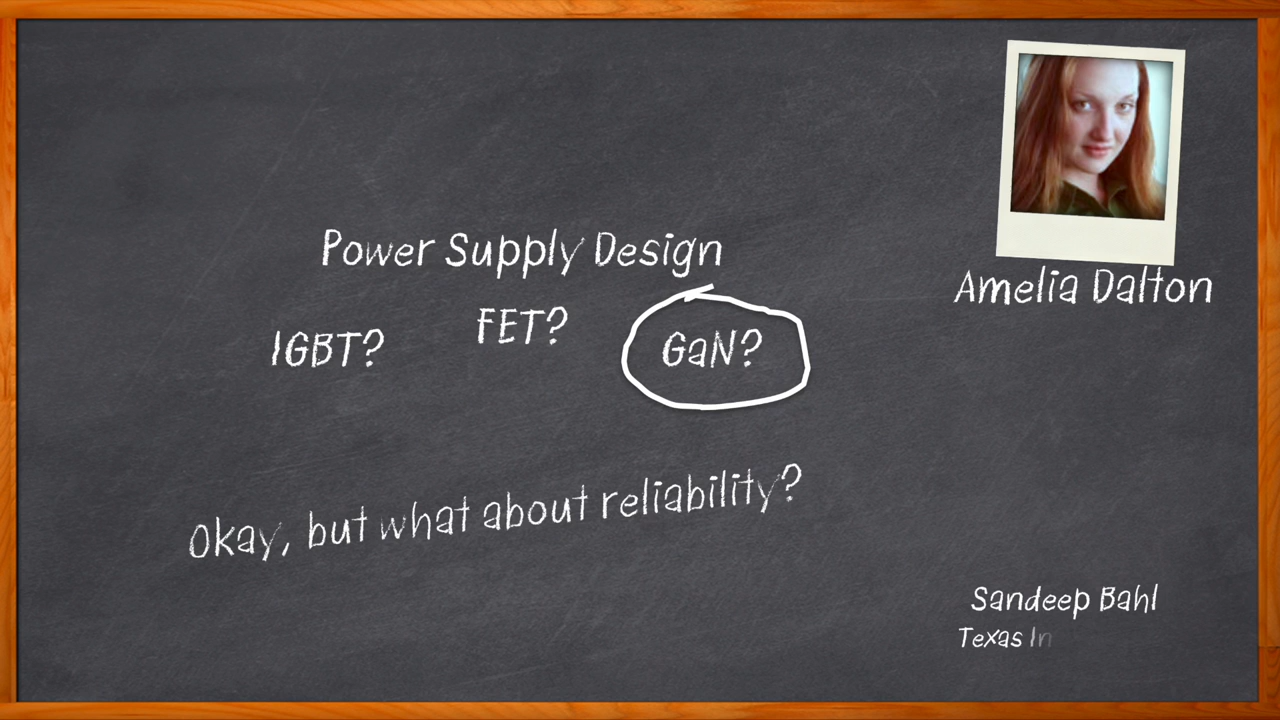 Power Supply Design
IGBT?
FET?
GaN?
Okay, but what about reliability?
Amelia Dalton
Sandeep Bahl
Texas In